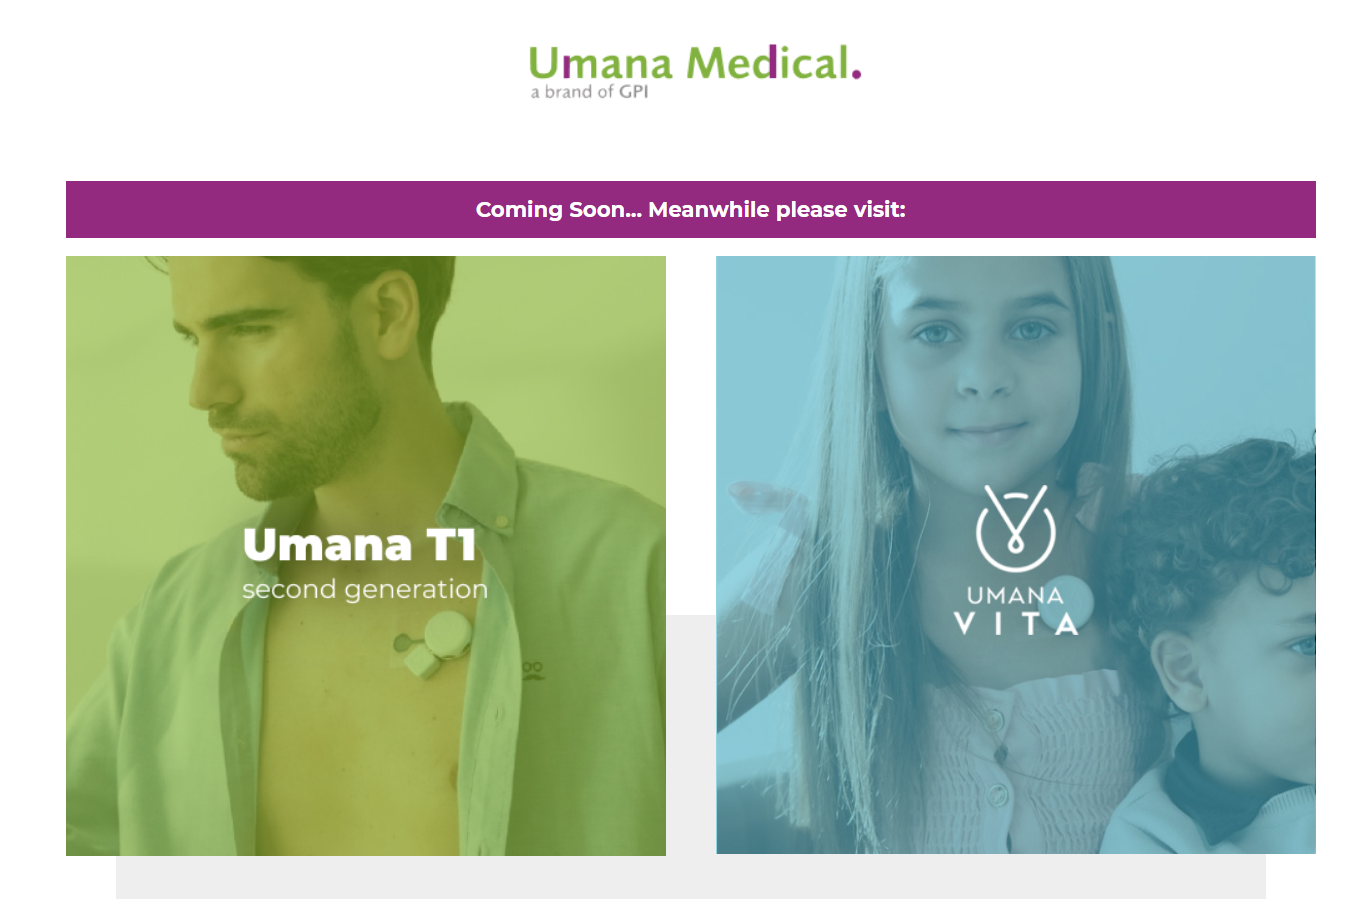 Umana Medical.
a brand of GPI
Coming Soon... Meanwhile please visit:
Umana T1
second generation
UMANA
VITA